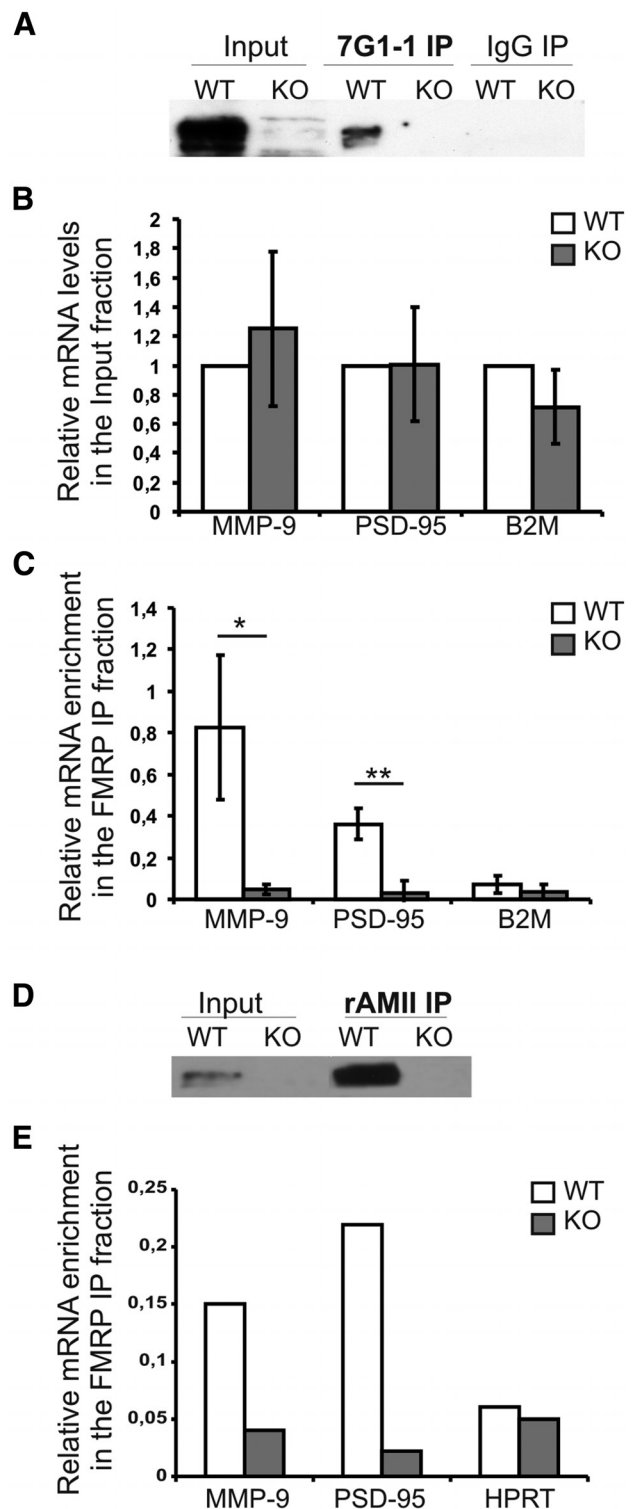 A
Input 7G1-1 IP IgG IP
WT KO WT KO WT KO
B
Relative mRNA levels
in the Input fraction
2
1,8
1,6
1,4
1,2
1
0,8
0,6
0,4
0,2
0
WT
KO
MMP-9 PSD-95 B2M
C
Relative mRNA enrichment
in the FMRP IP fraction
1,4
1,2
1
0,8
0,6
0,4
0,2
0
*
**
WT
KO
MMP-9 PSD-95 B2M
D
Input rAMII IP
WT KO WT KO
E
Relative mRNA enrichment
in the FMRP IP fraction
0,25
0,2
0,15
0,1
0,05
0
WT
KO
MMP-9 PSD-95 HPRT